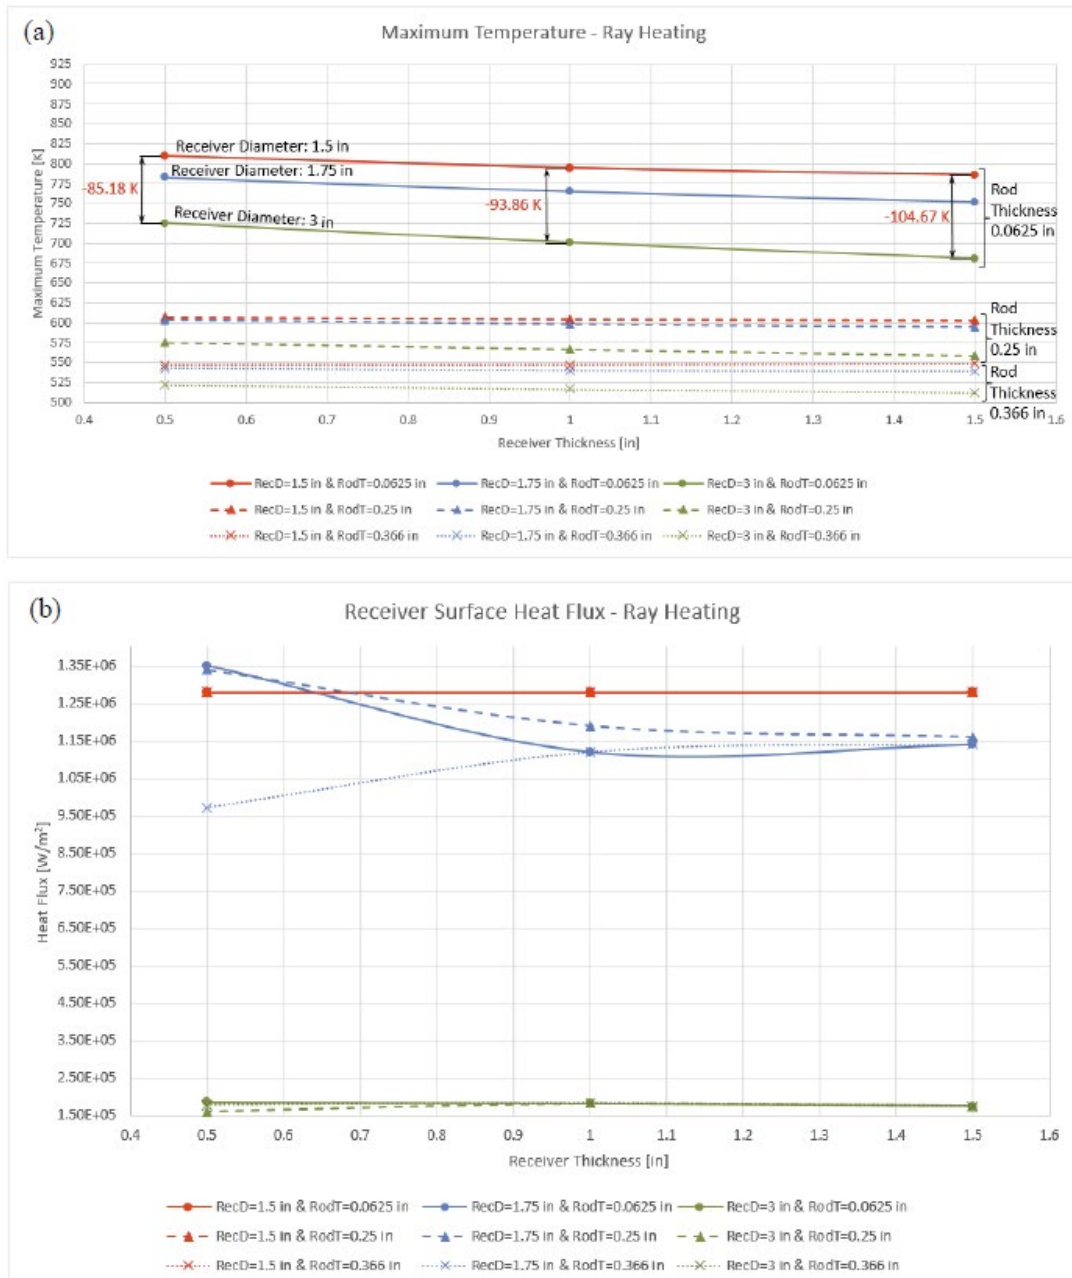 (a)
Maximum Temperature - Ray Heating
Maximum Temperature [K]
925
900
875
850
825
800
775
750
725
700
675
650
625
600
575
550
525
500
Receiver Diameter: 1.5 in
Receiver Diameter: 1.75 in
Receiver Diameter: 3 in
-85.18 K
-93.86 K
-104.67 K
Rod
Thickness
0.0625 in
Rod
Thickness
0.25 in
Rod
Thickness
0.366 in
0.4 0.5 0.6 0.7 0.8 0.9 1 1.1 1.2 1.3 1.4 1.5 1.6
Receiver Thickness [in]
RecD=1.5 in & RodT=0.0625 in RecD=1.75 in & RodT=0.0625 in RecD=3 in & RodT=0.0625 in
RecD=1.5 in & RodT=0.25 in RecD=1.75 in & RodT=0.25 in RecD=3 in & RodT=0.25 in
RecD=1.5 in & RodT=0.366 in RecD=1.75 in & RodT=0.366 in RecD=3 in & RodT=0.366 in
(b)
Receiver Surface Heat Flux - Ray Heating
Heat Flux [W/m²]
1.35E+06
1.25E+06
1.15E+06
1.05E+06
9.50E+05
8.50E+05
7.50E+05
6.50E+05
5.50E+05
4.50E+05
3.50E+05
2.50E+05
1.50E+05
0.4 0.5 0.6 0.7 0.8 0.9 1 1.1 1.2 1.3 1.4 1.5 1.6
Receiver Thickness [in]
RecD=1.5 in & RodT=0.0625 in RecD=1.75 in & RodT=0.0625 in RecD=3 in & RodT=0.0625 in
RecD=1.5 in & RodT=0.25 in RecD=1.75 in & RodT=0.25 in RecD=3 in & RodT=0.25 in
RecD=1.5 in & RodT=0.366 in RecD=1.75 in & RodT=0.366 in RecD=3 in & RodT=0.366 in